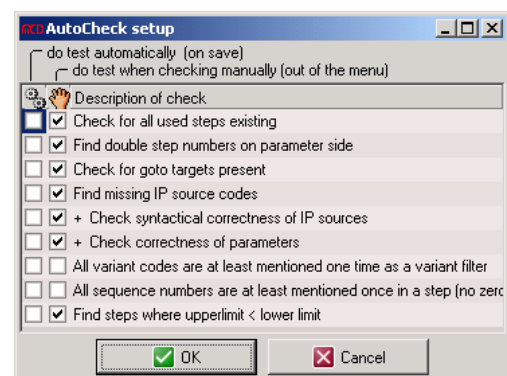 MCD AutoCheck setup
do test automatically (on save)
do test when checking manually (out of the menu)
Description of check
Check for all used steps existing
Find double step numbers on parameter side
Check for goto targets present
Find missing IP source codes
+ Check syntactical correctness of IP sources
+ Check correctness of parameters
All variant codes are at least mentioned one time as a variant filter
All sequence numbers are at least mentioned once in a step (no zero
Find steps where upperlimit < lower limit
OK
Cancel